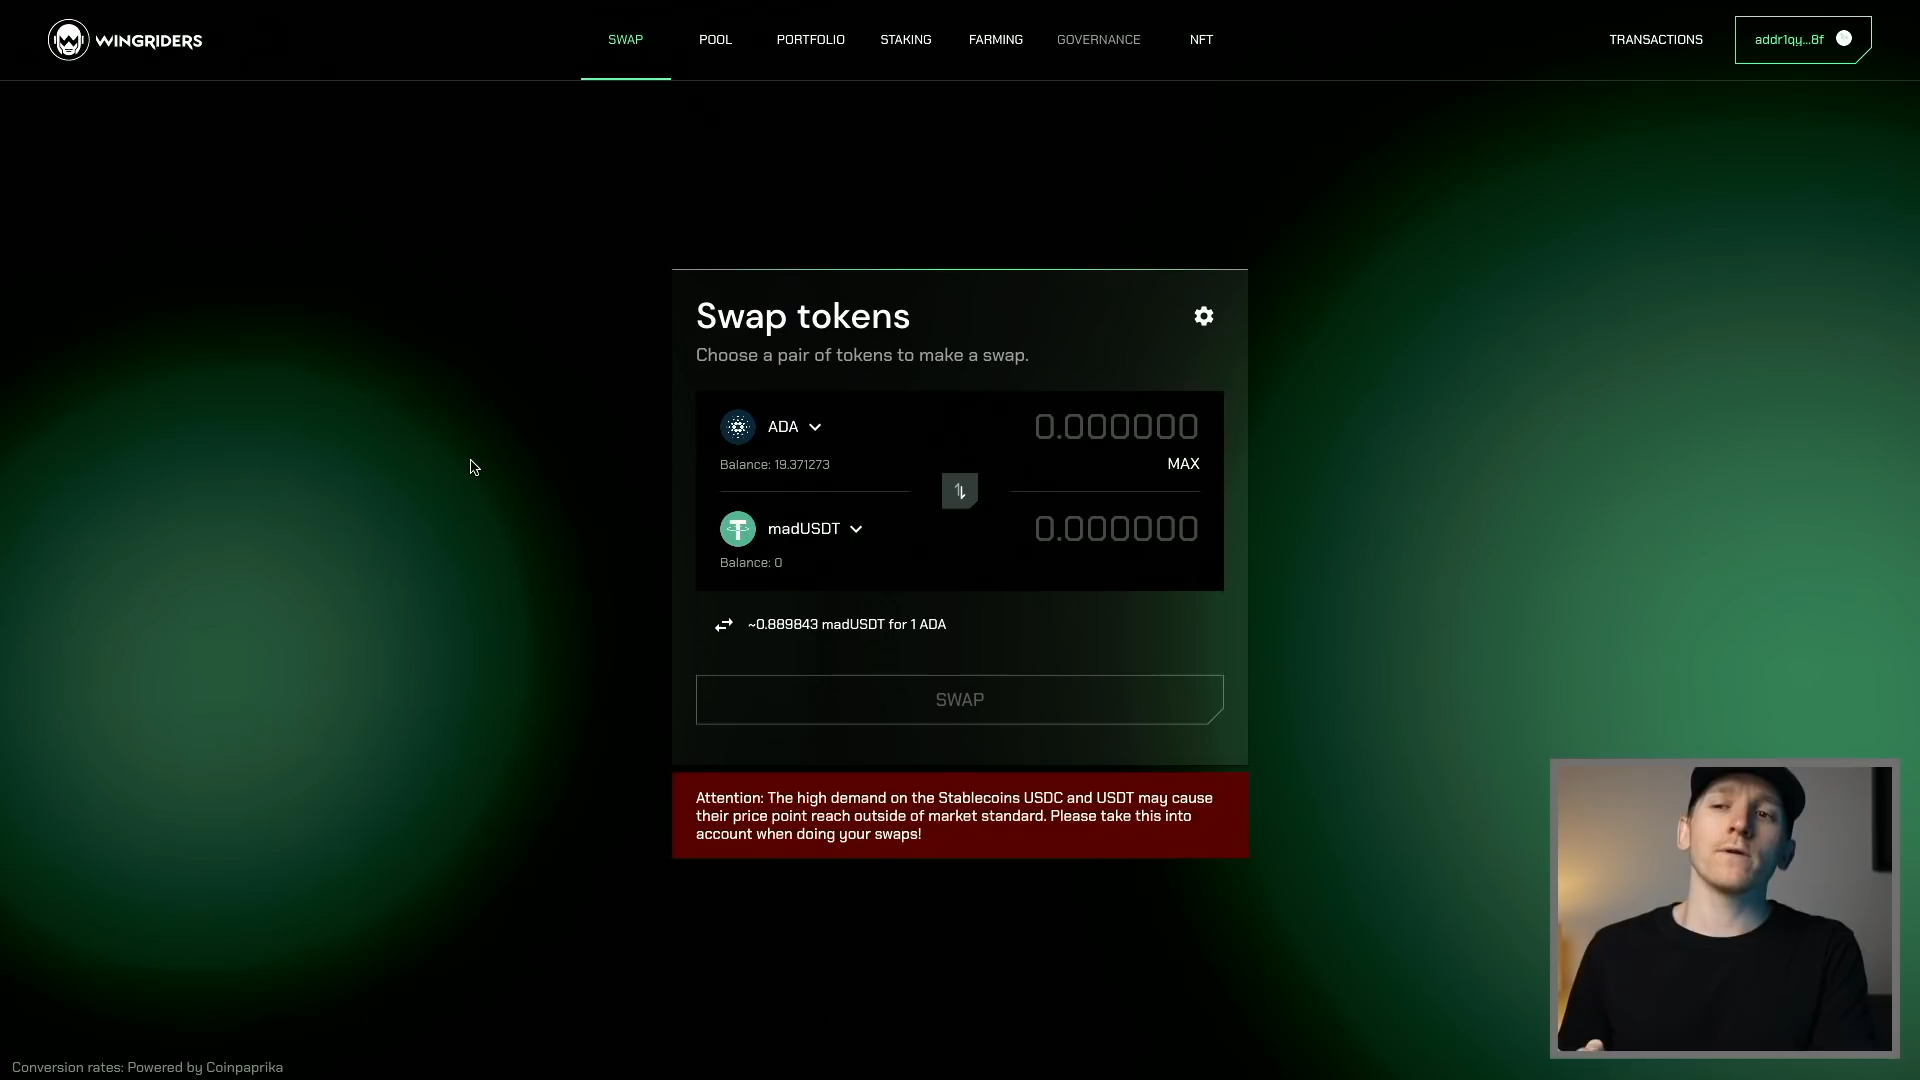 WINGRIDERS
SWAP
POOL
PORTFOLIO
STAKING
FARMING
GOVERNANCE
NFT
TRANSACTIONS
addr1qy...8f
Swap tokens
Choose a pair of tokens to make a swap.
ADA
0.000000
Balance: 19.371273
MAX
madUSDT
0.000000
Balance: 0
~0.889843 madUSDT for 1 ADA
SWAP
Attention: The high demand on the Stablecoins USDC and USDT may cause
their price point reach outside of market standard. Please take this into
account when doing your swaps!
Conversion rates: Powered by Coinpaprika